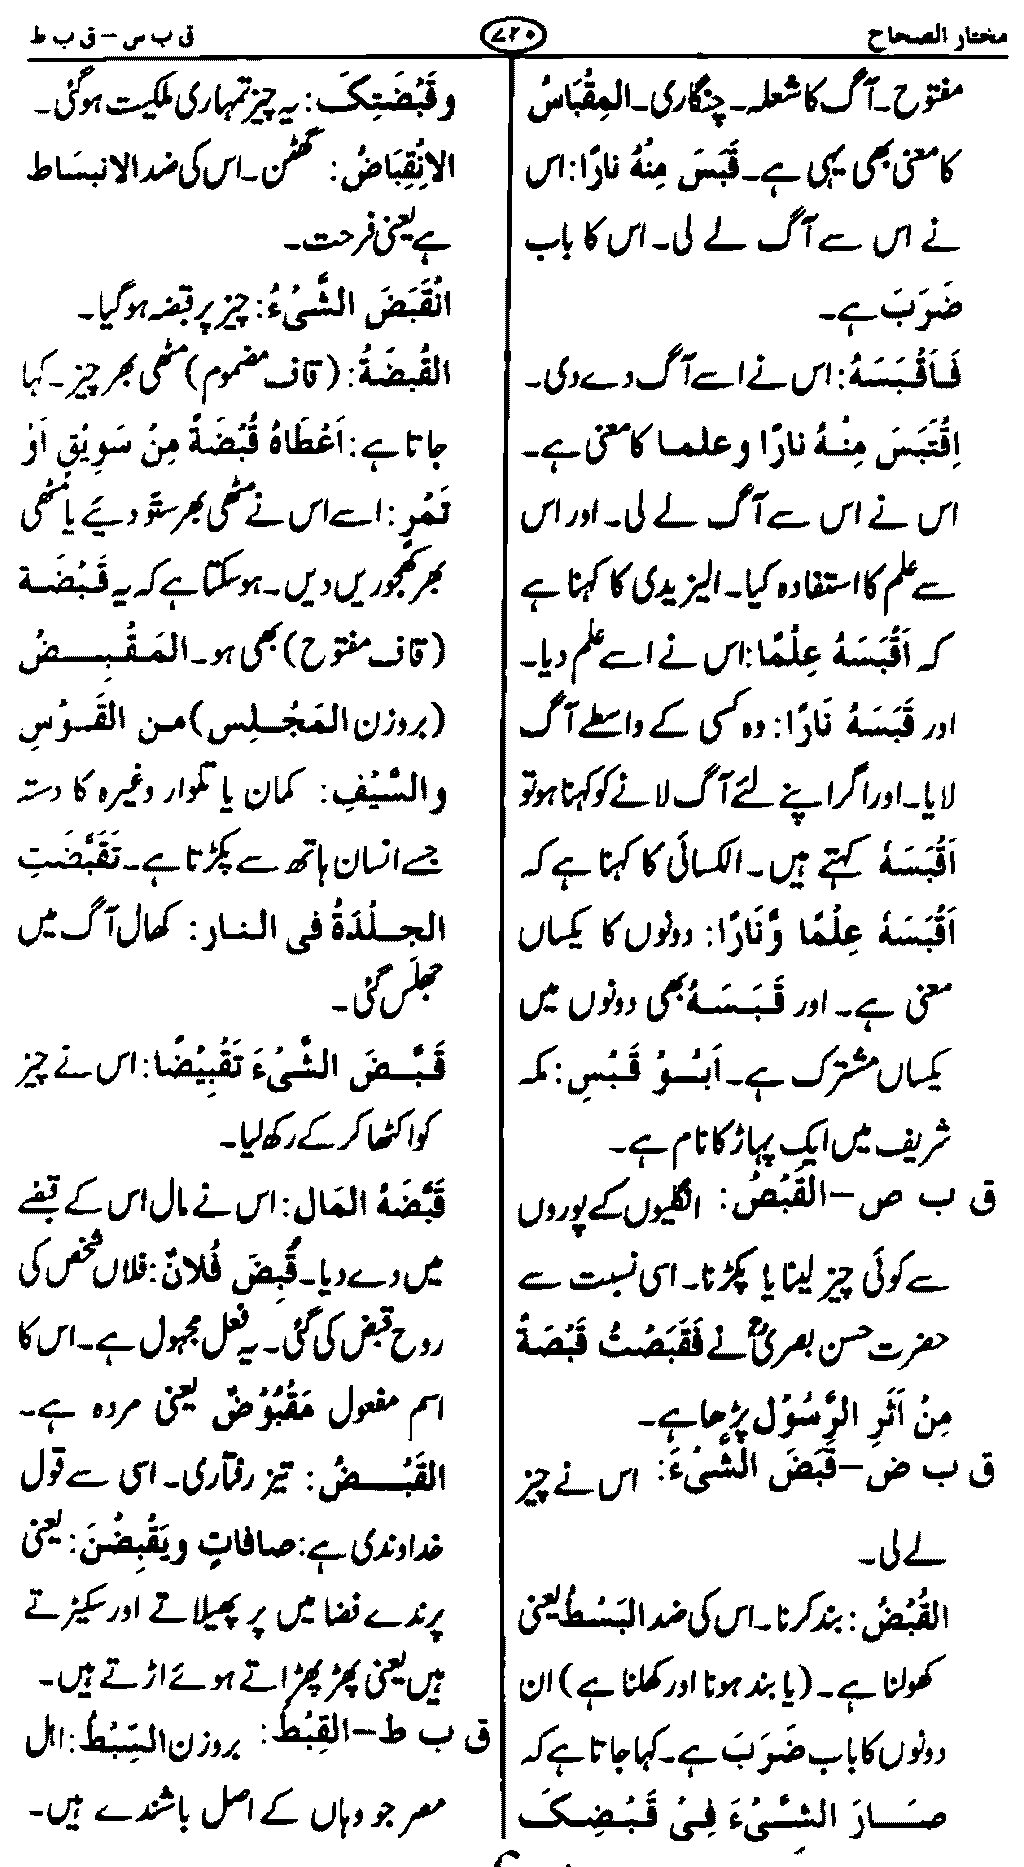 مختار الصحاح
۷۲۰
ق ب س – ق ب ط
مفتوح۔ آگ کا شعلہ۔ چنگاری۔ المِقْبَاسُ
کا معنی بھی یہی ہے۔ قَبَسَ مِنْهُ نارًا: اس
نے اس سے آگ لے لی۔ اس کا باب
ضَرَبَ ہے۔
فَاَقْبَسَهُ: اس نے اسے آگ دے دی۔
اِقْتَبَسَ مِنْهُ نارًا وعلما کا معنی ہے۔
اس نے اس سے آگ لے لی۔ اور اس
سے علم کا استفادہ کیا۔ الیزیدی کا کہنا ہے
کہ اَقْبَسَهُ عِلْمًا: اس نے اسے علم دیا۔
اور قَبَسَهُ نَارًا: وہ کسی کے واسطے آگ
لایا۔ اور اگر اپنے لئے آگ لانے کو کہنا ہو تو
اَقْبَسَهُ کہتے ہیں۔ الکسائی کا کہنا ہے کہ
اَقْبَسَهُ عِلْمًا وَّنَارًا: دونوں کا یکساں
معنی ہے۔ اور قَبَسَهُ بھی دونوں میں
یکساں مشترک ہے۔ اَبُوْ قُبَسِ: مکہ
شریف میں ایک پہاڑ کا نام ہے۔
ق ب ص – القَبْصُ: انگلیوں کے پوروں
سے کوئی چیز لینا یا پکڑنا۔ اسی نسبت سے
حضرت حسن بصریؒ نے فَقَبَصْتُ قَبْصَةً
مِنْ اَثَرِ الرَّسُوْلِ پڑھا ہے۔
ق ب ض – قَبَضَ الشَّیْءَ: اس نے چیز
لے لی۔
القَبْضُ: بند کرنا۔ اس کی ضد البَسْطُ یعنی
کھولنا ہے۔ (یا بند ہونا اور کھلنا ہے) ان
دونوں کا باب ضَرَبَ ہے۔ کہا جاتا ہے کہ
صَارَ الشَّیْءَ فِیْ قَبْضِکَ
وقَبْضَتِکَ: یہ چیز تمہاری ملکیت ہوگئی۔
الاِنْقِبَاضُ: گھٹن۔ اس کی ضد الانبساط
ہے یعنی فرحت۔
انْقَبَضَ الشَّیْءُ: چیز پر قبضہ ہوگیا۔
القُبْضَةُ: (قاف مضموم) مٹھی بھر چیز۔ کہا
جاتا ہے: اَعْطَاهُ قُبْضَةً مِنْ سَوِیْقٍ اَوْ
تَمْرٍ: اسے اس نے مٹھی بھر ستو دیے یا مٹھی
بھر کھجوریں دیں۔ ہوسکتا ہے کہ یہ قَبْضَة
(قاف مفتوح) بھی ہو۔ المَقْبِضُ
(بروزن المَجْلِس) من القَوْسِ
والسَّیْفِ: کمان یا تلوار وغیرہ کا دستہ
جسے انسان ہاتھ سے پکڑتا ہے۔ تَقَبَّضَتِ
الجِلْدَةُ فی النار: کھال آگ میں
جھلس گئی۔
قَبَّضَ الشَّیْءَ تَقْبِیْضًا: اس نے چیز
کو اکٹھا کر کے رکھ لیا۔
قَبَّضَهُ المَالَ: اس نے مال اس کے قبضے
میں دے دیا۔ قُبِضَ فُلانٌ: فلاں شخص کی
روح قبض کی گئی۔ یہ فعل مجہول ہے۔ اس کا
اسم مفعول مَقْبُوْضٌ یعنی مردہ ہے۔
القَبْضُ: تیز رفتاری۔ اسی سے قول
خداوندی ہے: صافاتٍ ویَقْبِضْنَ: یعنی
پرندے فضا میں پر پھیلاتے اور سکیڑتے
ہیں یعنی پھڑ پھڑاتے ہوئے اڑتے ہیں۔
ق ب ط – القِبْطُ: بروزن السِّبْطُ: اہل
مصر جو وہاں کے اصل باشندے ہیں۔